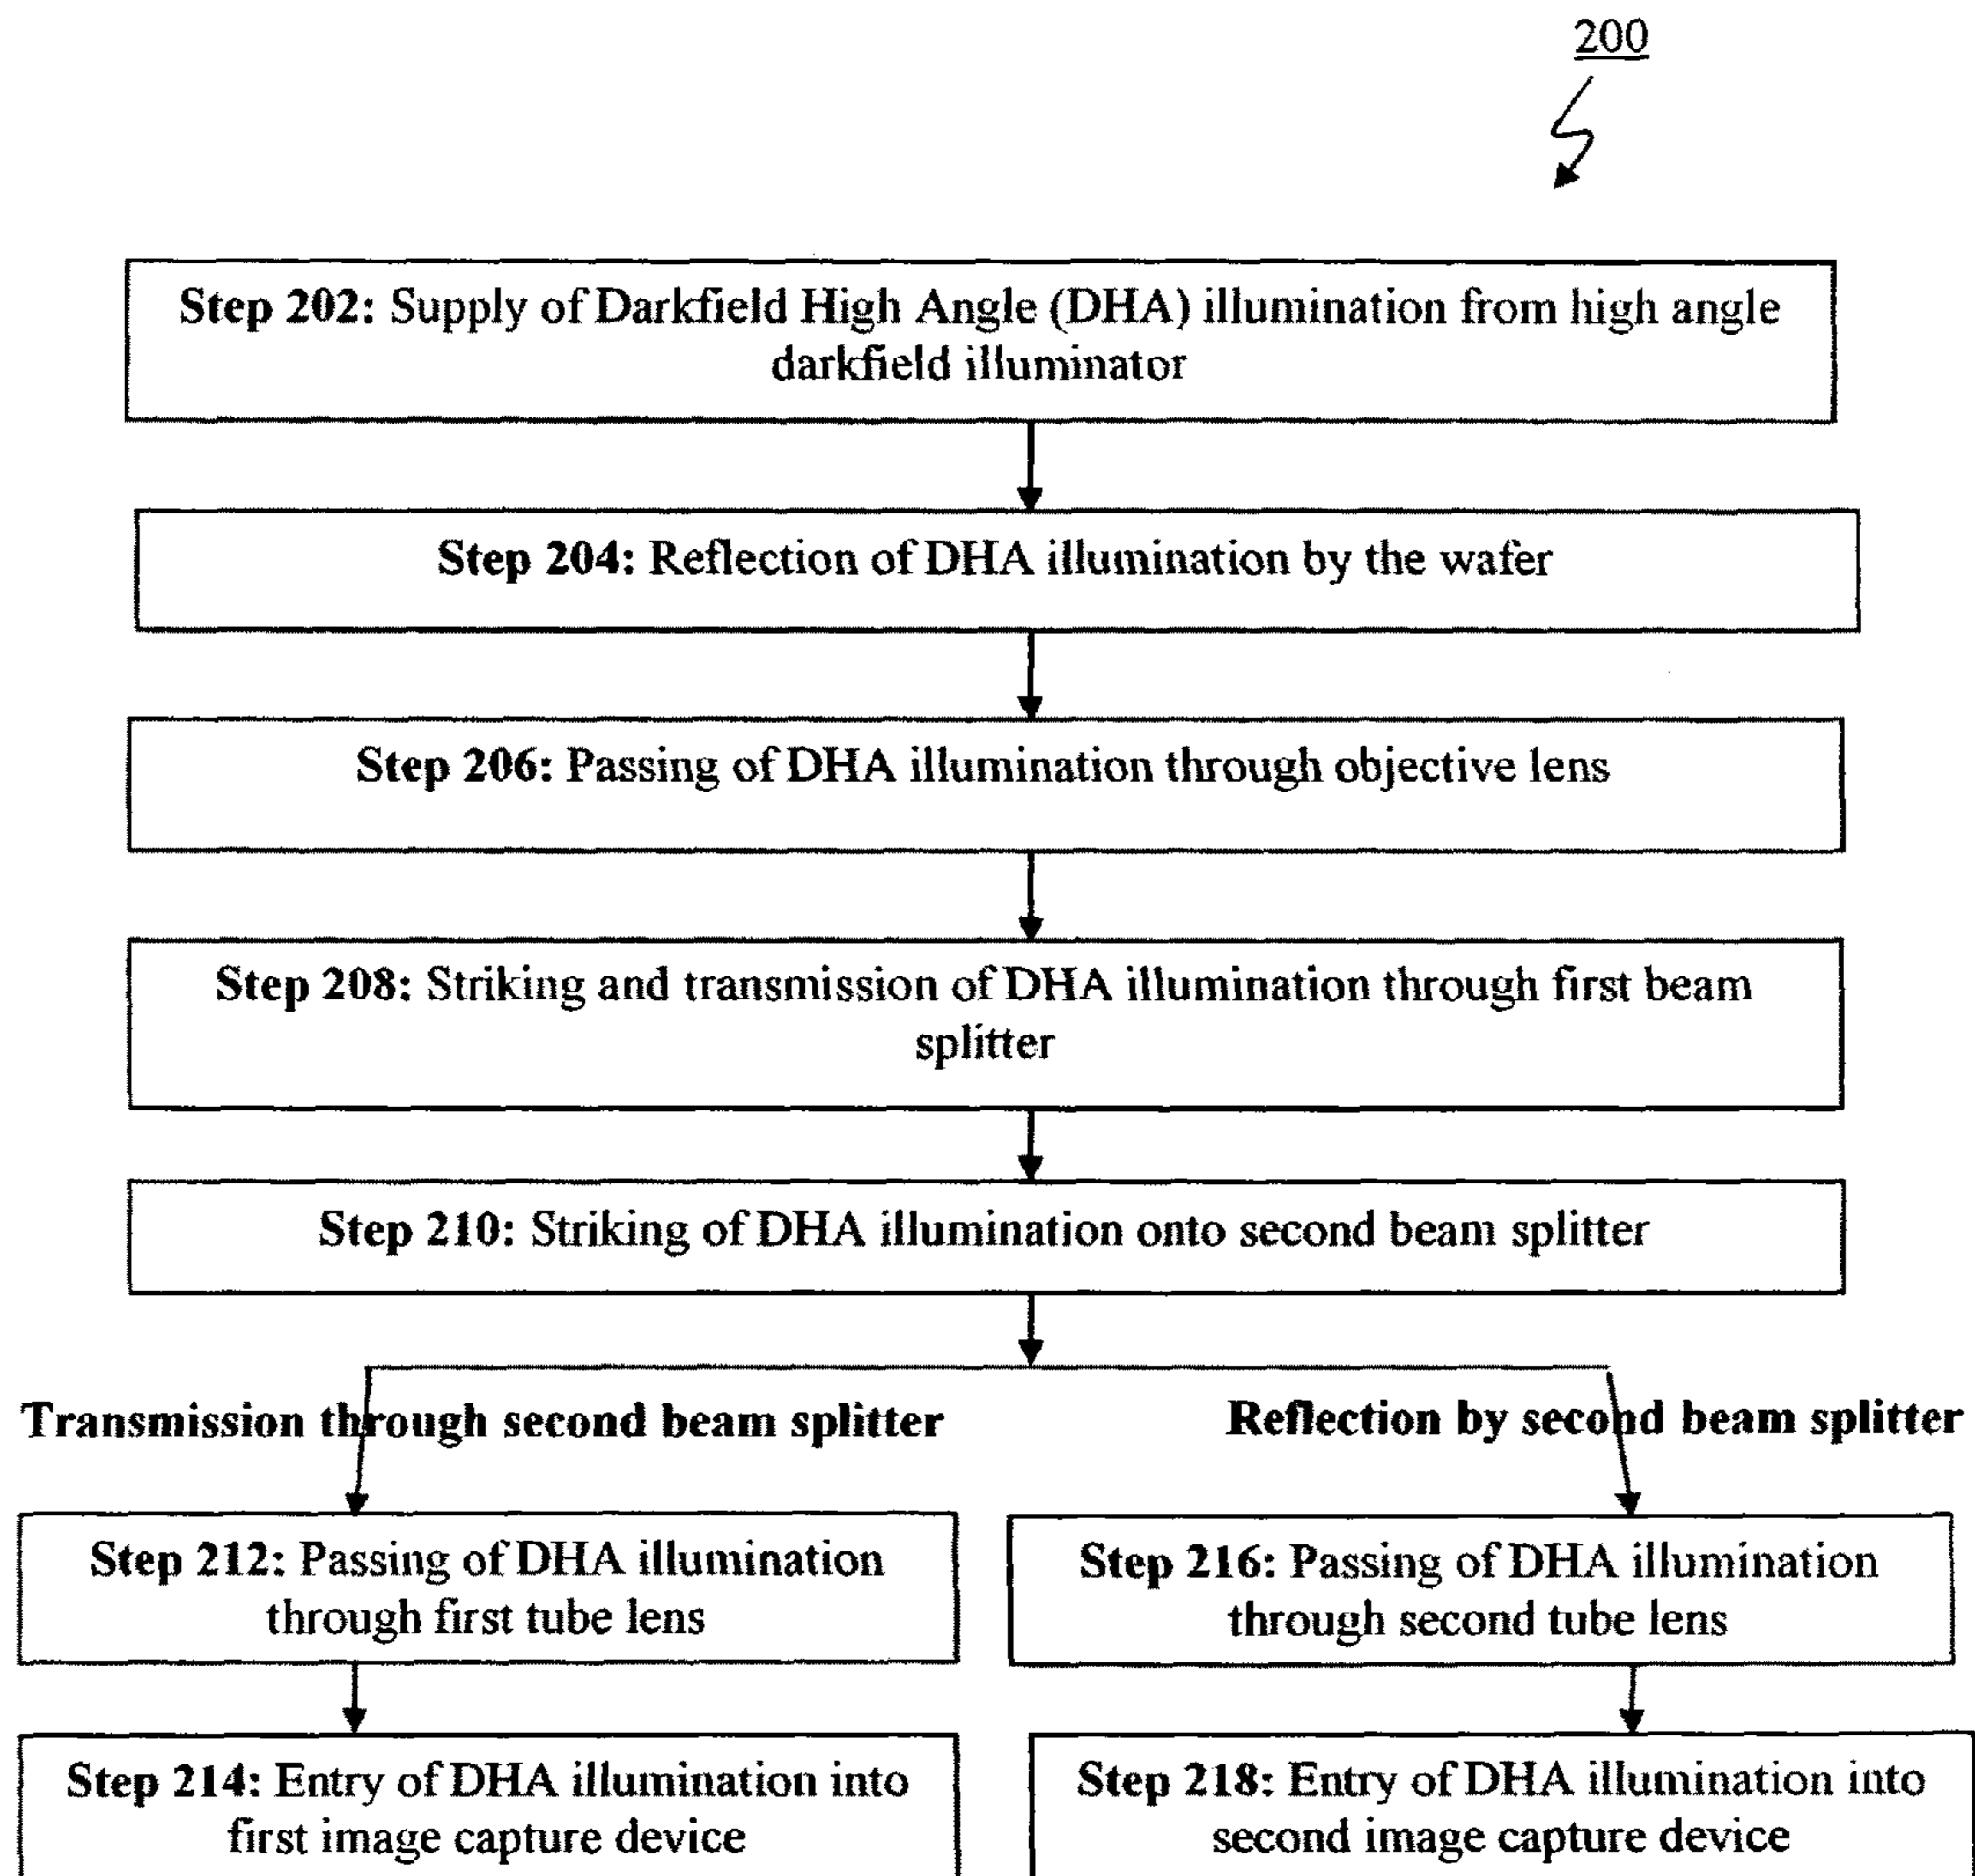 200
Step 202: Supply of Darkfield High Angle (DHA) illumination from high angle
darkfield illuminator
Step 204: Reflection of DHA illumination by the wafer
Step 206: Passing of DHA illumination through objective lens
Step 208: Striking and transmission of DHA illumination through first beam
splitter
Step 210: Striking of DHA illumination onto second beam splitter
Transmission through second beam splitter
Reflection by second beam splitter
Step 212: Passing of DHA illumination
through first tube lens
Step 216: Passing of DHA illumination
through second tube lens
Step 214: Entry of DHA illumination into
first image capture device
Step 218: Entry of DHA illumination into
second image capture device